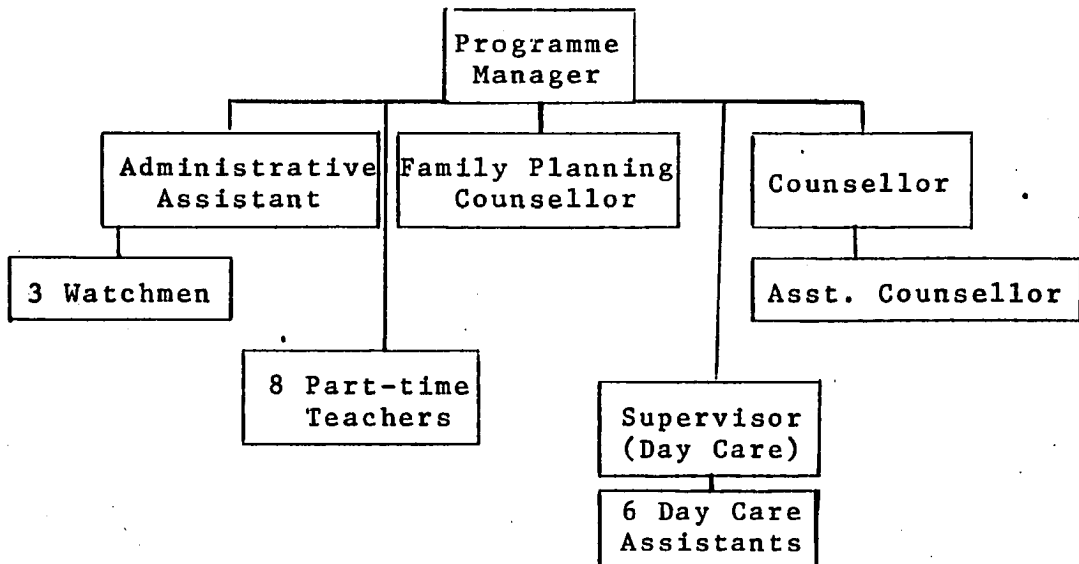 Programme
Manager
Administrative
Assistant
Family Planning
Counsellor
Counsellor
3 Watchmen
Asst. Counsellor
8 Part-time
Teachers
Supervisor
(Day Care)
6 Day Care
Assistants